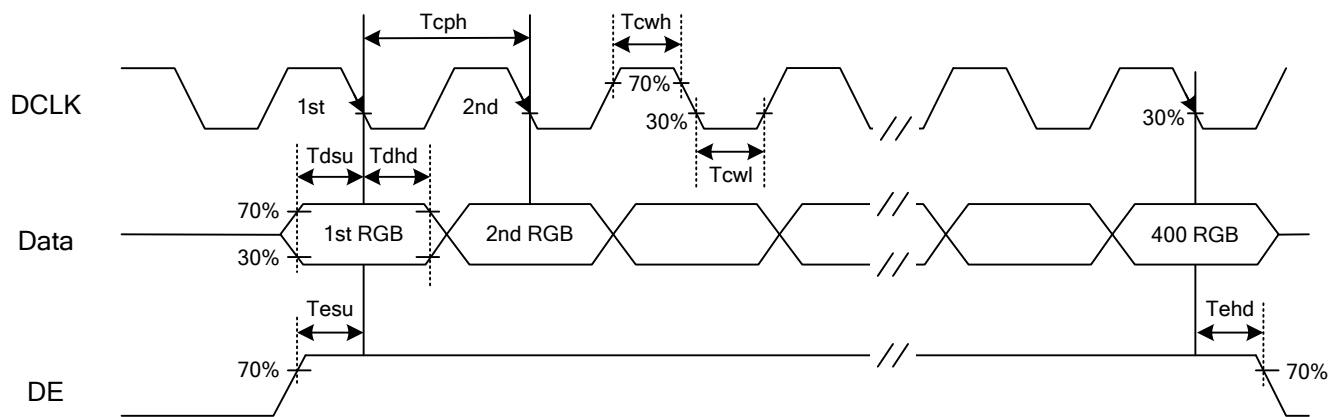 Tcph
Tcwh
DCLK
1st
2nd
70%
30%
30%
Tdsu
Tdhd
Tcwl
Data
70%
30%
1st RGB
2nd RGB
400 RGB
Tesu
Tehd
DE
70%
70%